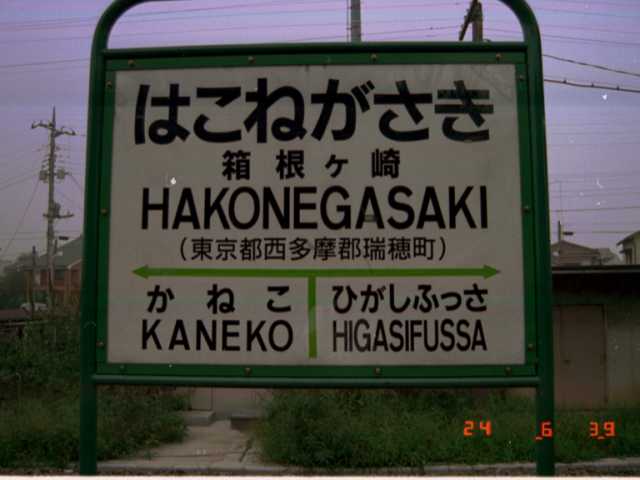 はこねがさき
箱根ヶ崎
HAKONEGASAKI
（東京都西多摩郡瑞穂町）
かねこ ひがしふっさ
KANEKO HIGASIFUSSA
24 6 39